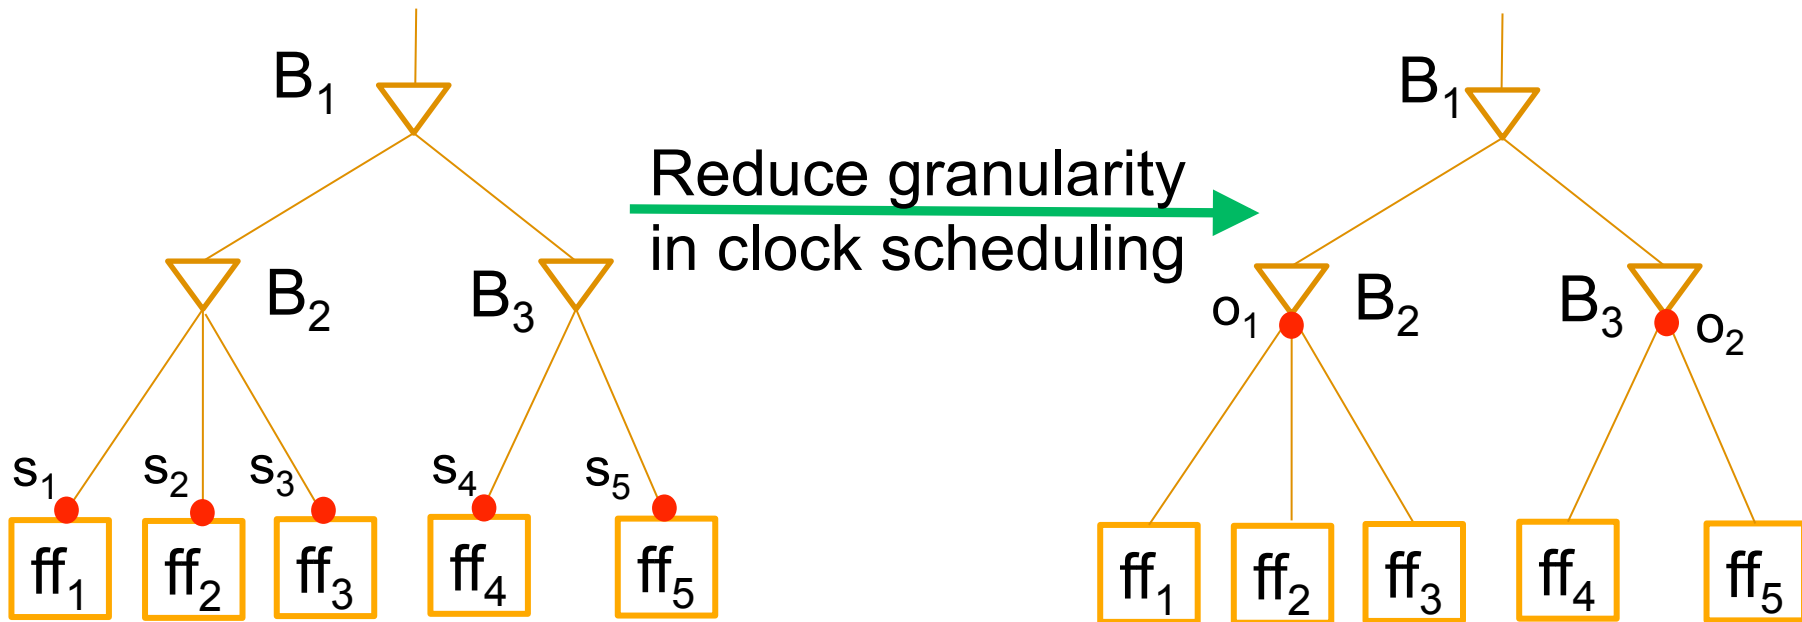 B₁
B₁
Reduce granularity
in clock scheduling
B₂
B₃
o₁
B₂
B₃
o₂
s₁ s₂ s₃ s₄ s₅
ff₁ ff₂ ff₃ ff₄ ff₅
ff₁ ff₂ ff₃ ff₄ ff₅